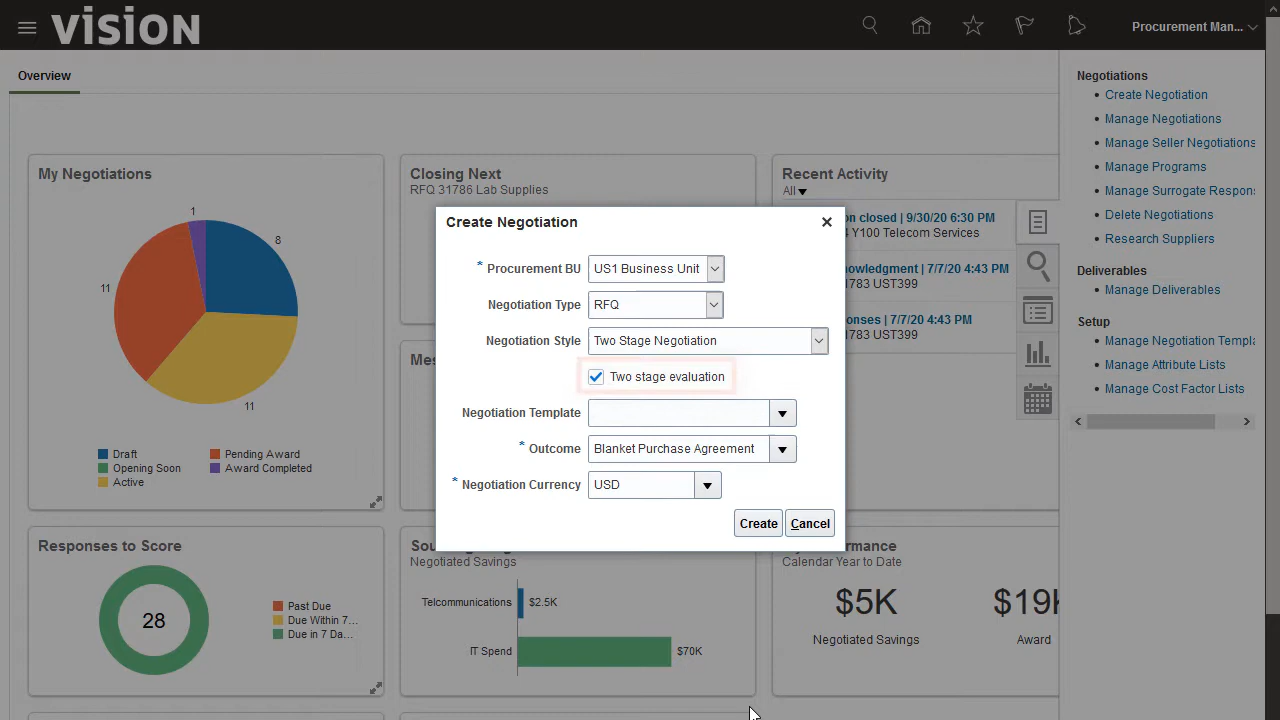 vision
Procurement Man...
Overview
My Negotiations
1
8
11
11
Draft
Pending Award
Opening Soon
Award Completed
Active
Closing Next
RFQ 31786 Lab Supplies
Recent Activity
All
on closed | 9/30/20 6:30 PM
4 Y100 Telecom Services
nowledgment | 7/7/20 4:43 PM
1783 UST399
onses | 7/7/20 4:43 PM
1783 UST399
Negotiations
• Create Negotiation
• Manage Negotiations
• Manage Seller Negotiations
• Manage Programs
• Manage Surrogate Respon
• Delete Negotiations
• Research Suppliers
Deliverables
• Manage Deliverables
Setup
• Manage Negotiation Templa
• Manage Attribute Lists
• Manage Cost Factor Lists
Create Negotiation
* Procurement BU US1 Business Unit
Negotiation Type RFQ
Negotiation Style Two Stage Negotiation
Two stage evaluation
Negotiation Template
* Outcome Blanket Purchase Agreement
* Negotiation Currency USD
Create Cancel
Mes
Responses to Score
28
Past Due
Due Within 7...
Due in 7 Da...
Negotiated Savings
Telcommunications $2.5K
IT Spend $70K
rmance
Calendar Year to Date
$5K
Negotiated Savings
$19K
Award